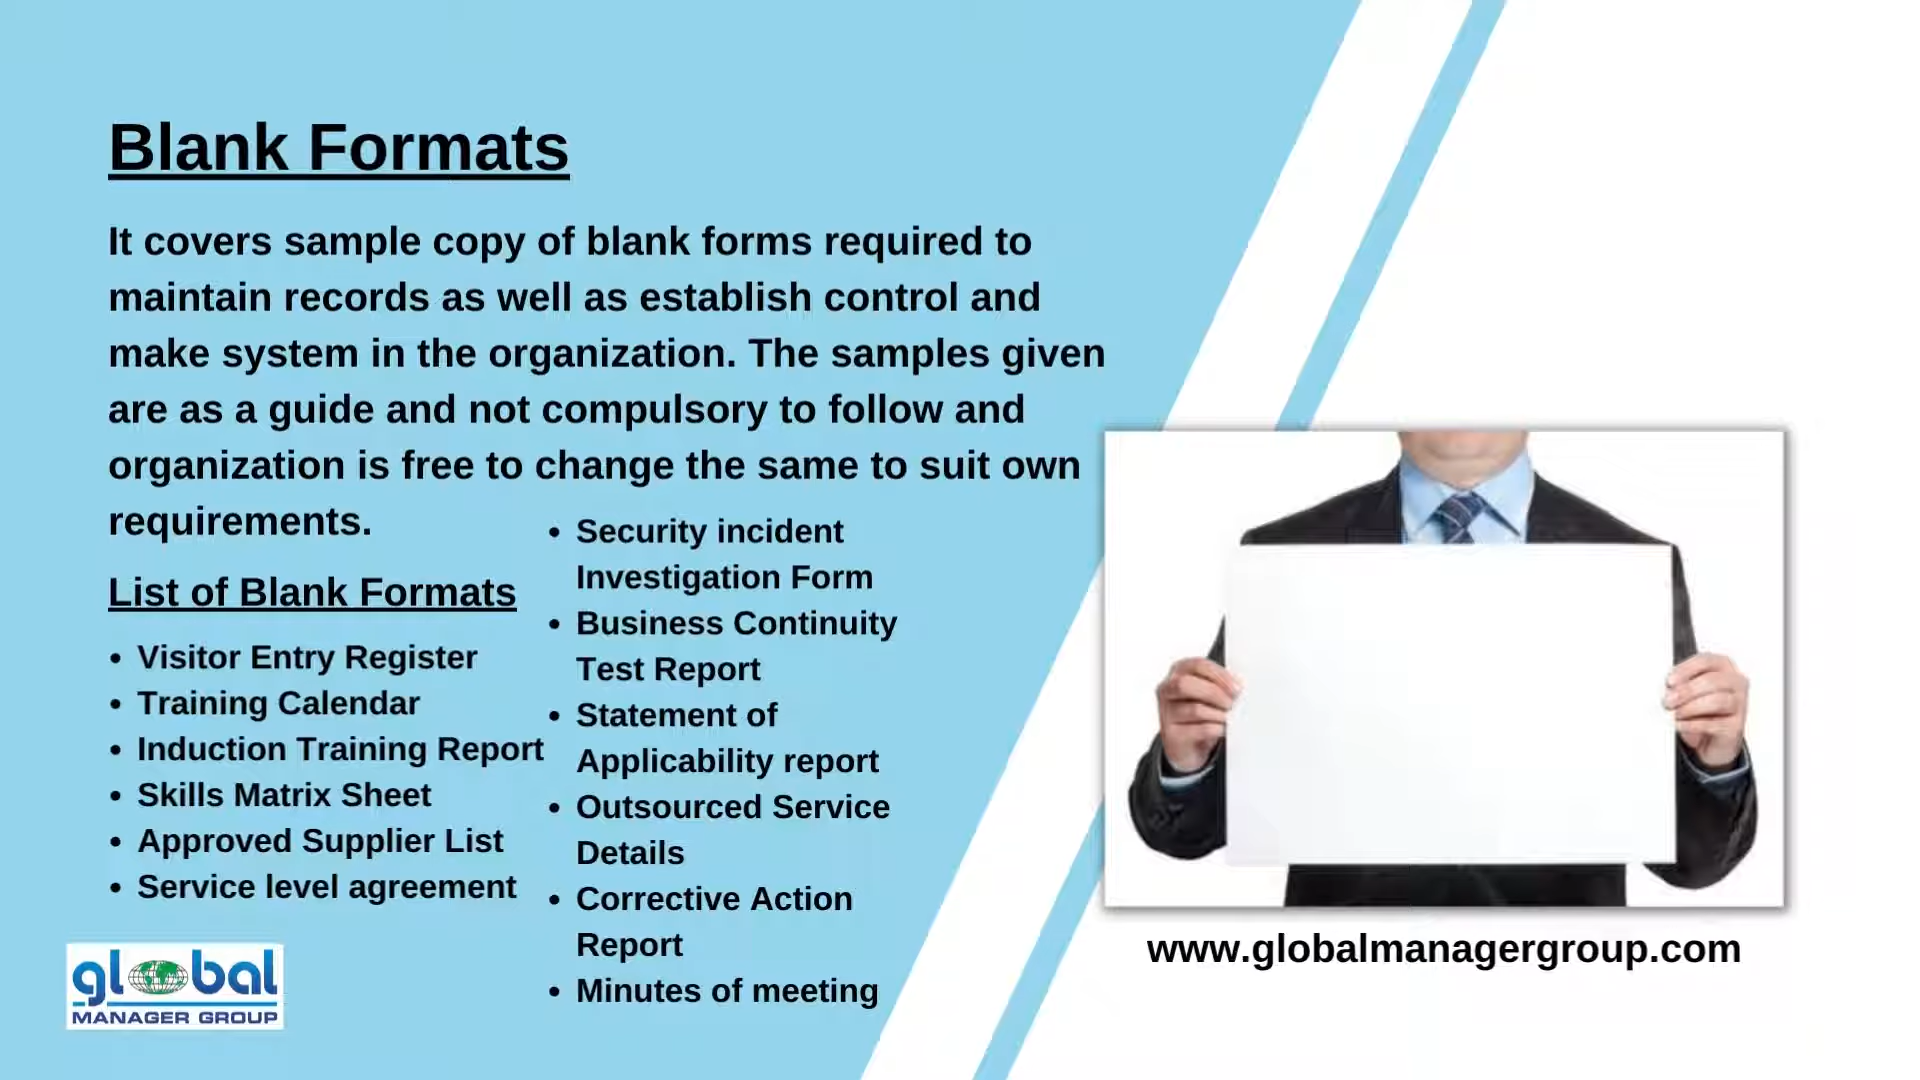 Blank Formats
It covers sample copy of blank forms required to
maintain records as well as establish control and
make system in the organization. The samples given
are as a guide and not compulsory to follow and
organization is free to change the same to suit own
requirements.
List of Blank Formats
• Visitor Entry Register
• Training Calendar
• Induction Training Report
• Skills Matrix Sheet
• Approved Supplier List
• Service level agreement
• Security incident
Investigation Form
• Business Continuity
Test Report
• Statement of
Applicability report
• Outsourced Service
Details
• Corrective Action
Report
• Minutes of meeting
global
MANAGER GROUP
www.globalmanagergroup.com